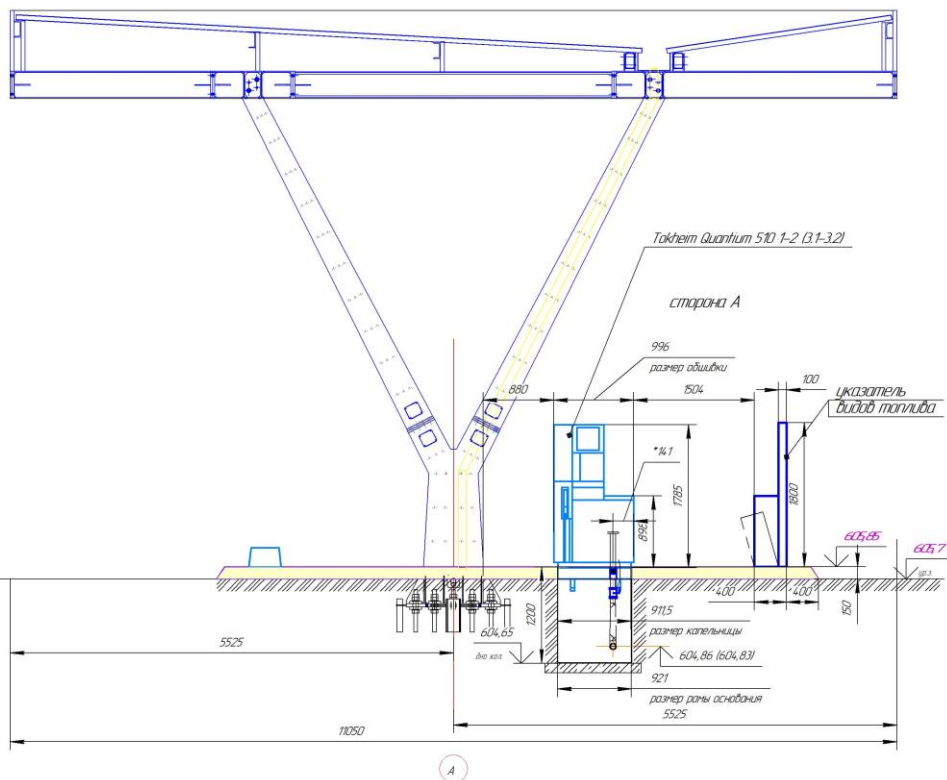 Tokheim Quantium 510 1-2 (3.1-3.2)
сторона А
996
размер обшивки
880
1504
100
указатель
видов топлива
*141
1785
1800
896
605,85
605,7
ур.з.
400
400
150
1200
911,5
размер капельницы
604,65
дно кол.
604,86 (604,83)
921
размер рамы основания
5525
5525
11050
А